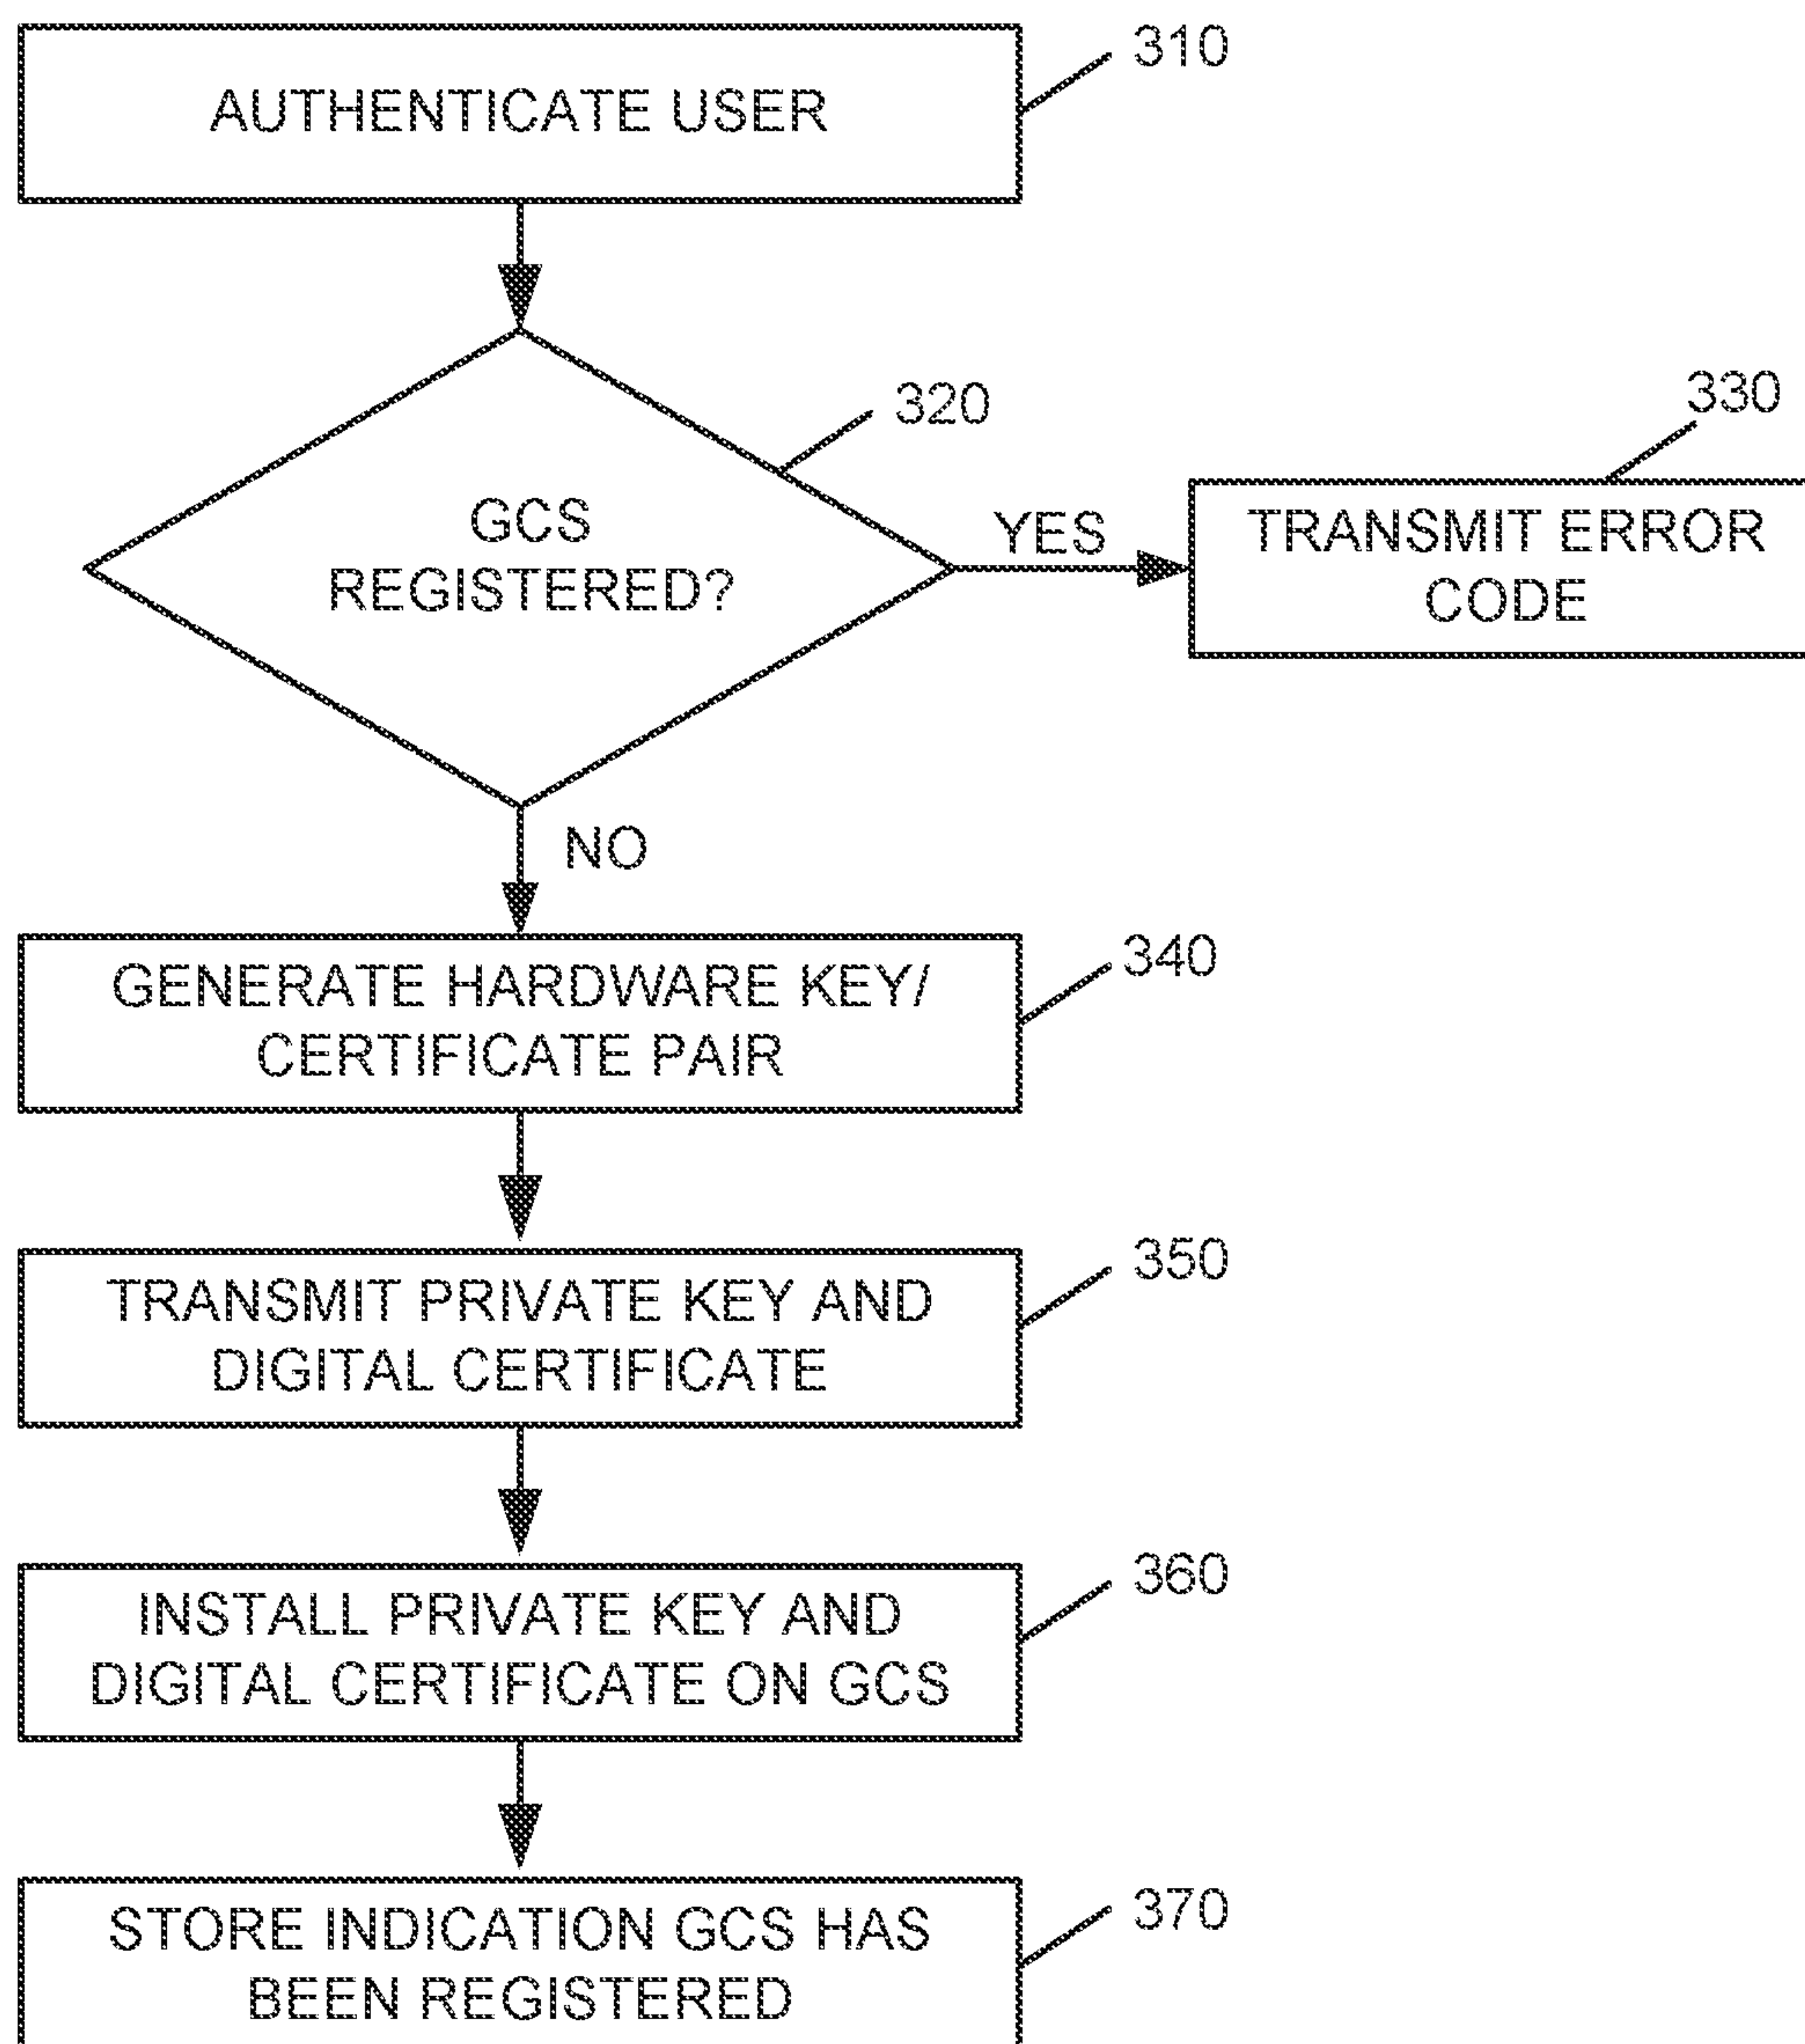 310
AUTHENTICATE USER
320
330
GCS
REGISTERED?
YES
TRANSMIT ERROR
CODE
NO
340
GENERATE HARDWARE KEY/
CERTIFICATE PAIR
350
TRANSMIT PRIVATE KEY AND
DIGITAL CERTIFICATE
360
INSTALL PRIVATE KEY AND
DIGITAL CERTIFICATE ON GCS
370
STORE INDICATION GCS HAS
BEEN REGISTERED